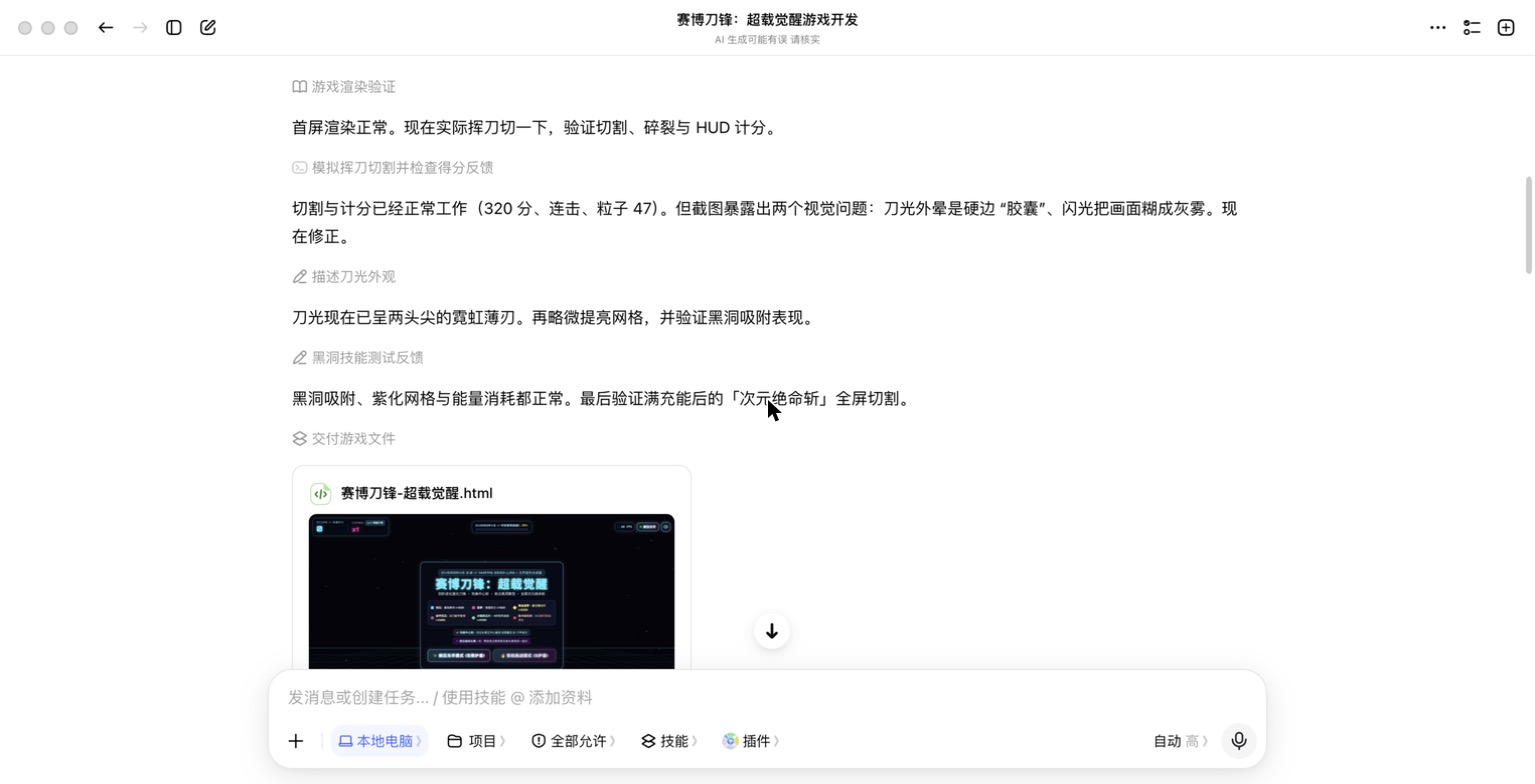 赛博刀锋：超载觉醒游戏开发
AI 生成可能有误 请核实
游戏渲染验证
首屏渲染正常。现在实际挥刀切一下，验证切割、碎裂与 HUD 计分。
模拟挥刀切割并检查得分反馈
切割与计分已经正常工作（320 分、连击、粒子 47）。但截图暴露出两个视觉问题：刀光外晕是硬边 “胶囊”、闪光把画面糊成灰雾。现
在修正。
描述刀光外观
刀光现在已呈两头尖的霓虹薄刃。再略微提亮网格，并验证黑洞吸附表现。
黑洞技能测试反馈
黑洞吸附、紫化网格与能量消耗都正常。最后验证满充能后的「次元绝命斩」全屏切割。
交付游戏文件
赛博刀锋-超载觉醒.html
赛博刀锋：超载觉醒
发消息或创建任务... / 使用技能 @ 添加资料
本地电脑
项目
全部允许
技能
插件
自动 高